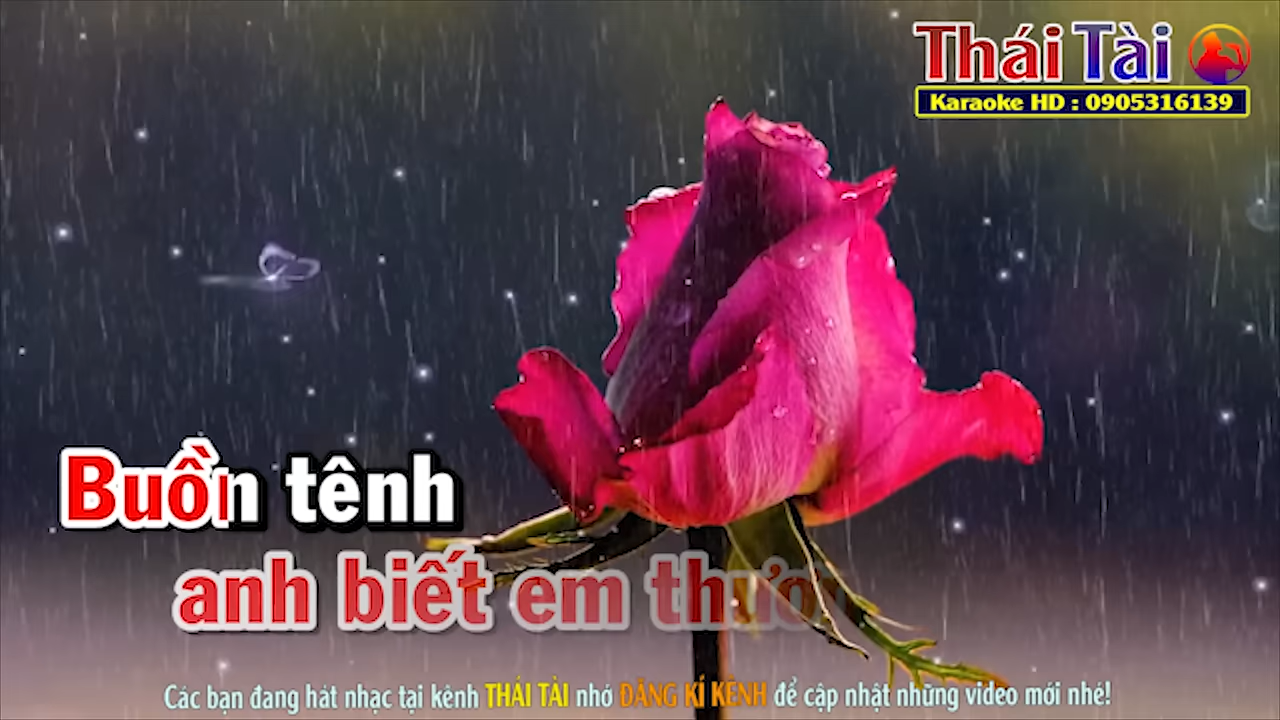 Thái Tài
Karaoke HD : 0905316139
Buồn tênh
anh biết em
Các bạn đang hát nhạc tại kênh THÁI TÀI nhớ ĐĂNG KÍ KÊNH để cập nhật những video mới nhé!